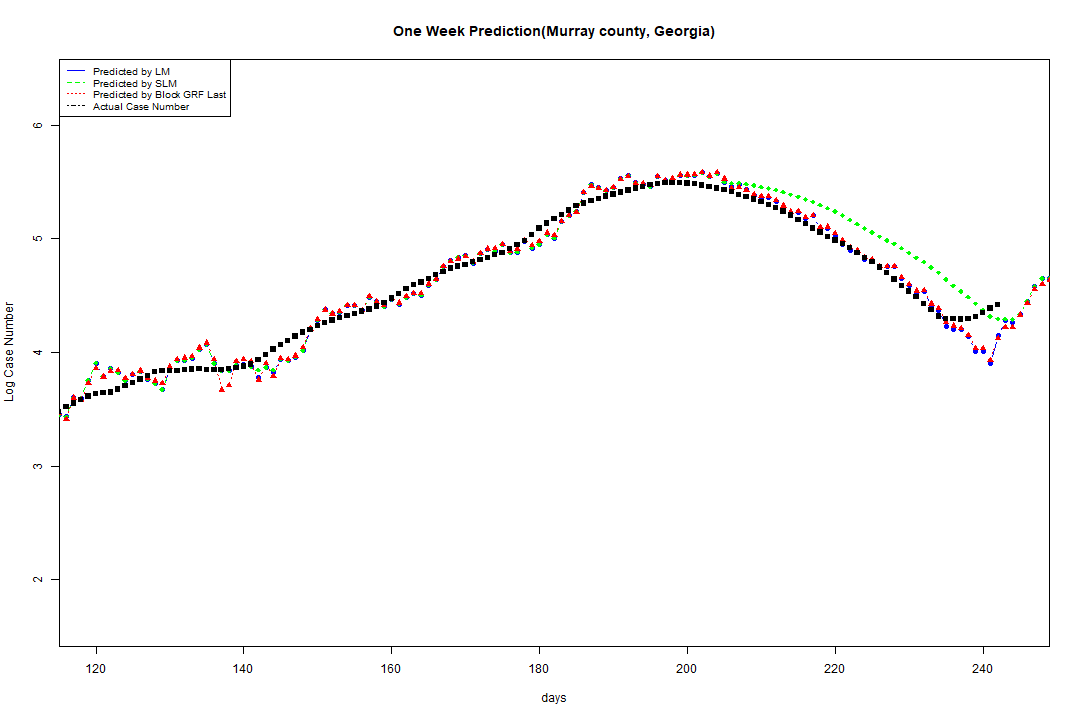 One Week Prediction(Murray county, Georgia)
Predicted by LM
Predicted by SLM
Predicted by Block GRF Last
Actual Case Number
Log Case Number
6
5
4
3
2
120 140 160 180 200 220 240
days